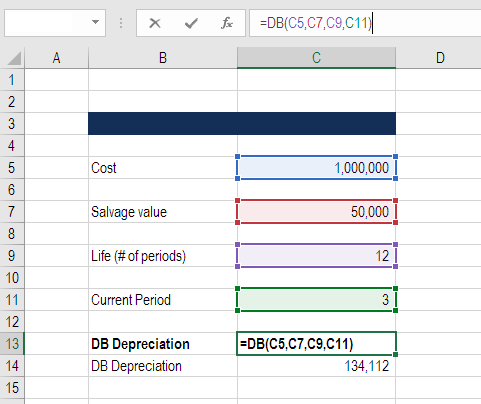 fx =DB(C5,C7,C9,C11)
A B C D
1
2
3
4
5 Cost 1,000,000
6
7 Salvage value 50,000
8
9 Life (# of periods) 12
10
11 Current Period 3
12
13 DB Depreciation =DB(C5,C7,C9,C11)
14 DB Depreciation 134,112
15